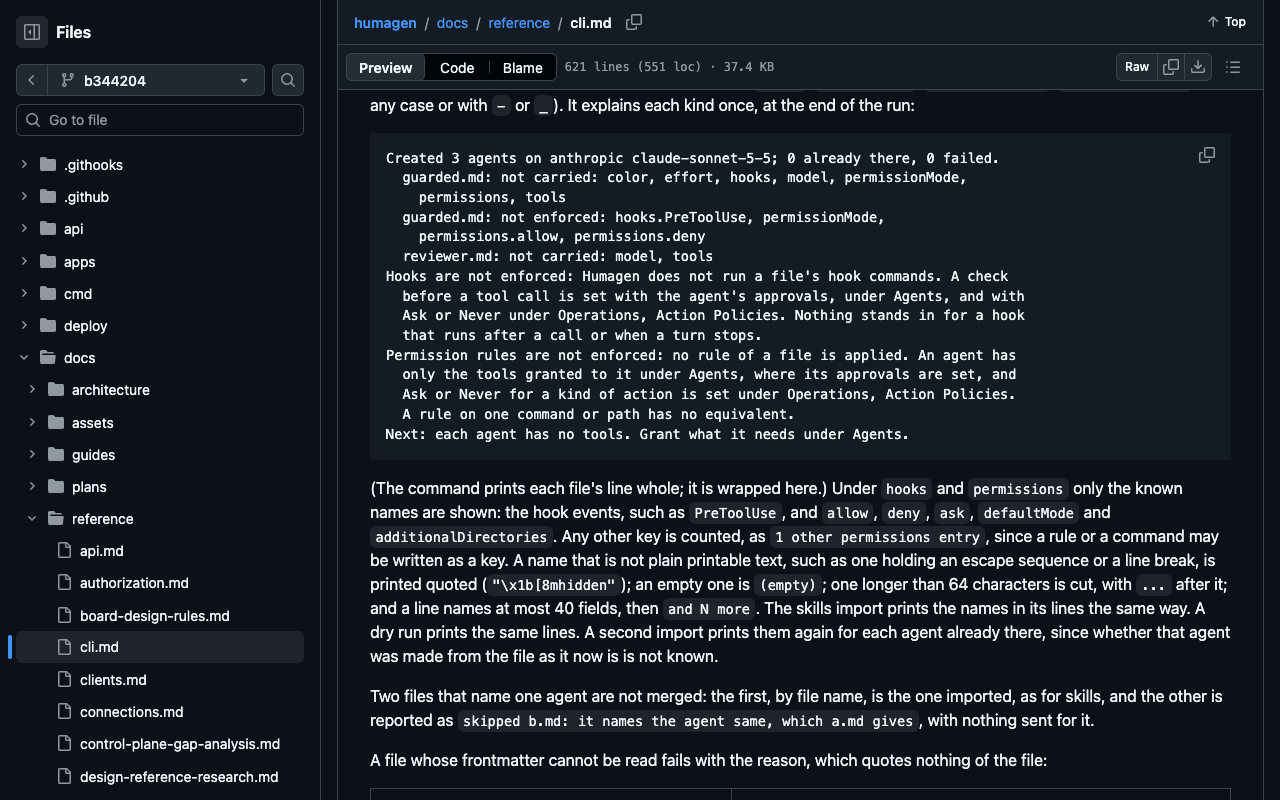 Files
b344204
Go to file
.githooks
.github
api
apps
cmd
deploy
docs
architecture
assets
guides
plans
reference
api.md
authorization.md
board-design-rules.md
cli.md
clients.md
connections.md
control-plane-gap-analysis.md
design-reference-research.md
humagen / docs / reference / cli.md
Top
Preview Code Blame 621 lines (551 loc) · 37.4 KB
Raw
any case or with - or _ ). It explains each kind once, at the end of the run:
Created 3 agents on anthropic claude-sonnet-5-5; 0 already there, 0 failed.
guarded.md: not carried: color, effort, hooks, model, permissionMode,
permissions, tools
guarded.md: not enforced: hooks.PreToolUse, permissionMode,
permissions.allow, permissions.deny
reviewer.md: not carried: model, tools
Hooks are not enforced: Humagen does not run a file's hook commands. A check
before a tool call is set with the agent's approvals, under Agents, and with
Ask or Never under Operations, Action Policies. Nothing stands in for a hook
that runs after a call or when a turn stops.
Permission rules are not enforced: no rule of a file is applied. An agent has
only the tools granted to it under Agents, where its approvals are set, and
Ask or Never for a kind of action is set under Operations, Action Policies.
A rule on one command or path has no equivalent.
Next: each agent has no tools. Grant what it needs under Agents.
(The command prints each file's line whole; it is wrapped here.) Under hooks and permissions only the known
names are shown: the hook events, such as PreToolUse , and allow , deny , ask , defaultMode and
additionalDirectories . Any other key is counted, as 1 other permissions entry , since a rule or a command may
be written as a key. A name that is not plain printable text, such as one holding an escape sequence or a line break, is
printed quoted ( "\x1b[8mhidden" ); an empty one is (empty) ; one longer than 64 characters is cut, with ... after it;
and a line names at most 40 fields, then and N more . The skills import prints the names in its lines the same way. A
dry run prints the same lines. A second import prints them again for each agent already there, since whether that agent
was made from the file as it now is is not known.
Two files that name one agent are not merged: the first, by file name, is the one imported, as for skills, and the other is
reported as skipped b.md: it names the agent same, which a.md gives , with nothing sent for it.
A file whose frontmatter cannot be read fails with the reason, which quotes nothing of the file: